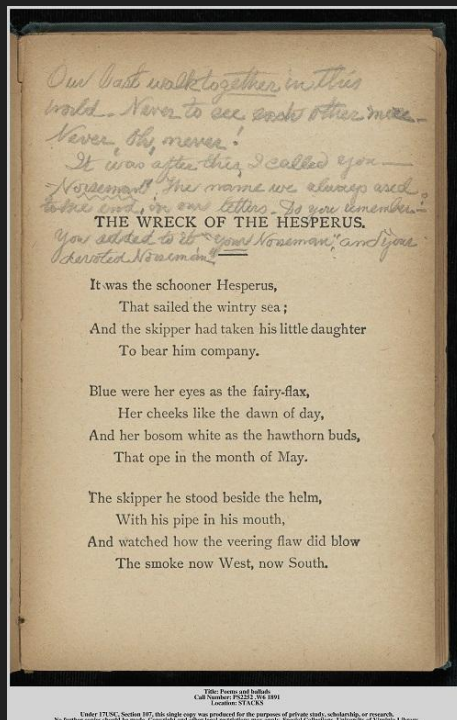 Our last walk together in this
world. Never to see each other more.
Never, Oh, never!
It was after this, I called you—
"Norseman". The name we always used,
to the end, in our letters. Do you remember?—
THE WRECK OF THE HESPERUS.
You added to it "your Norseman", and "your
devoted Norseman".
It was the schooner Hesperus,
That sailed the wintry sea;
And the skipper had taken his little daughter
To bear him company.
Blue were her eyes as the fairy-flax,
Her cheeks like the dawn of day,
And her bosom white as the hawthorn buds,
That ope in the month of May.
The skipper he stood beside the helm,
With his pipe in his mouth,
And watched how the veering flaw did blow
The smoke now West, now South.
Title: Poems and ballads
Call Number: PS2252 .W6 1891
Location: STACKS
Under 17USC, Section 107, this single copy was produced for the purposes of private study, scholarship, or research.